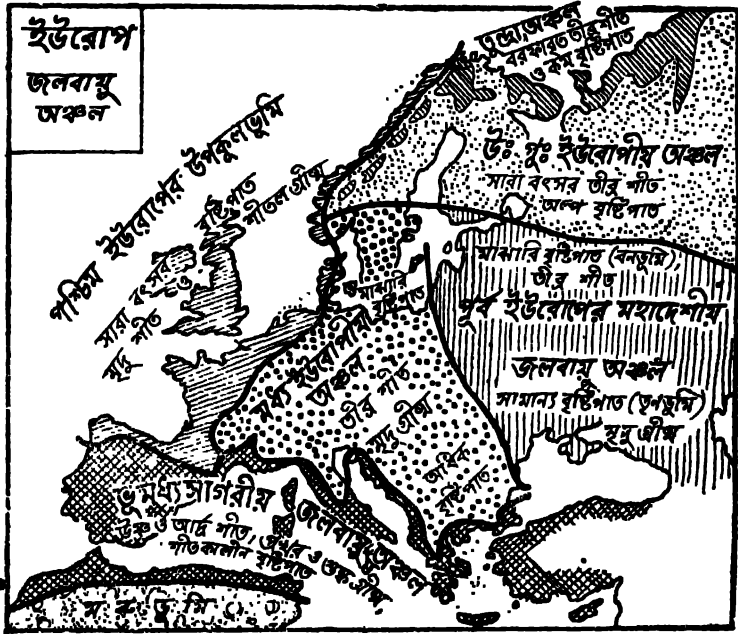 ইউরোপ
জলবায়ু
অঞ্চল
তুন্দ্রা অঞ্চল
বরফাবৃত তীব্র শীত
ও কম বৃষ্টিপাত
পশ্চিম ইউরোপের উপকূলভূমি
সারা বৎসর বৃষ্টিপাত
মৃদু শীত ও শীতল গ্রীষ্ম
উঃ পূঃ ইউরোপীয় অঞ্চল
সারা বৎসর তীব্র শীত
অল্প বৃষ্টিপাত
মাঝারি বৃষ্টিপাত (বনভূমি),
তীব্র শীত
পূর্ব ইউরোপের মহাদেশীয়
জলবায়ু অঞ্চল
সামান্য বৃষ্টিপাত (তৃণভূমি)
মৃদু গ্রীষ্ম
মাঝারি
বৃষ্টিপাত
মধ্য ইউরোপীয়
অঞ্চল
তীব্র শীত
মৃদু গ্রীষ্ম
অধিক
বৃষ্টিপাত
ভূমধ্যসাগরীয় জলবায়ু অঞ্চল
উষ্ণ ও আর্দ্র শীত, প্রখর ও শুষ্ক গ্রীষ্ম,
শীতকালীন বৃষ্টিপাত
মরুভূমি